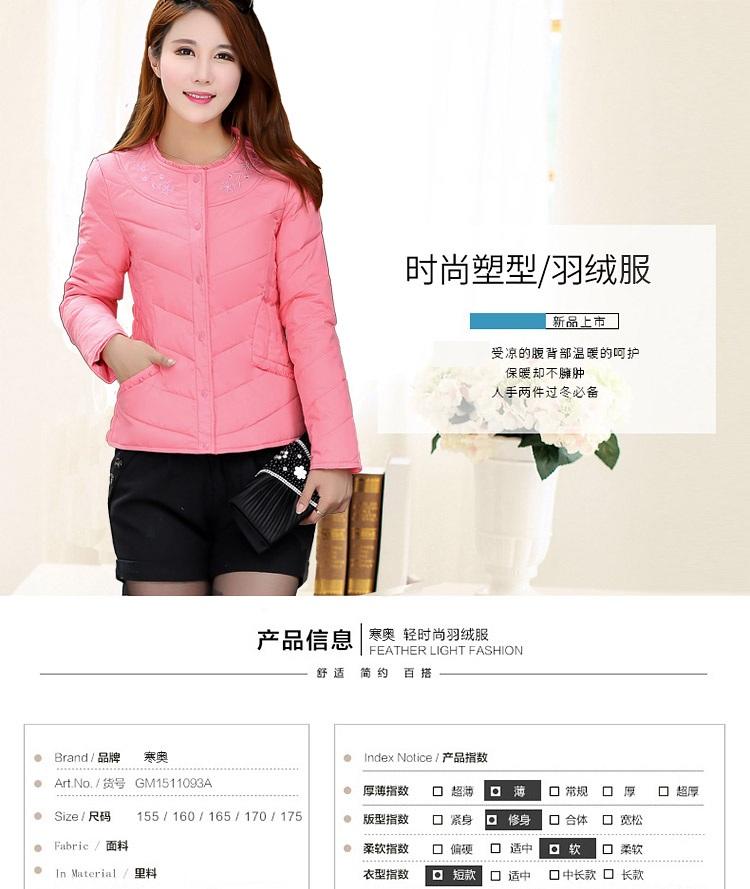 时尚塑型/羽绒服
新品上市
受凉的腹背部温暖的呵护
保暖却不臃肿
人手两件过冬必备
产品信息 寒奥 轻时尚羽绒服
FEATHER LIGHT FASHION
舒适 简约 百搭
Brand / 品牌 寒奥
Art.No. / 货号 GM1511093A
Size / 尺码 155 / 160 / 165 / 170 / 175
Fabric / 面料
In Material / 里料
Index Notice / 产品指数
厚薄指数 超薄 薄 常规 厚 超厚
版型指数 紧身 修身 合体 宽松
柔软指数 偏硬 适中 软 柔软
衣型指数 短款 适中 中长款 长款